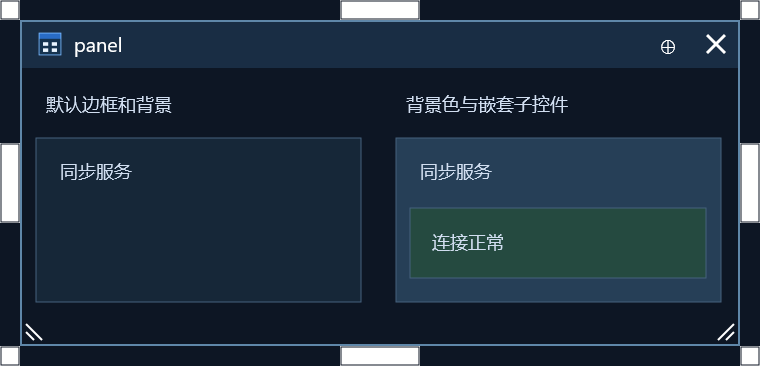 panel
默认边框和背景
背景色与嵌套子控件
同步服务
同步服务
连接正常